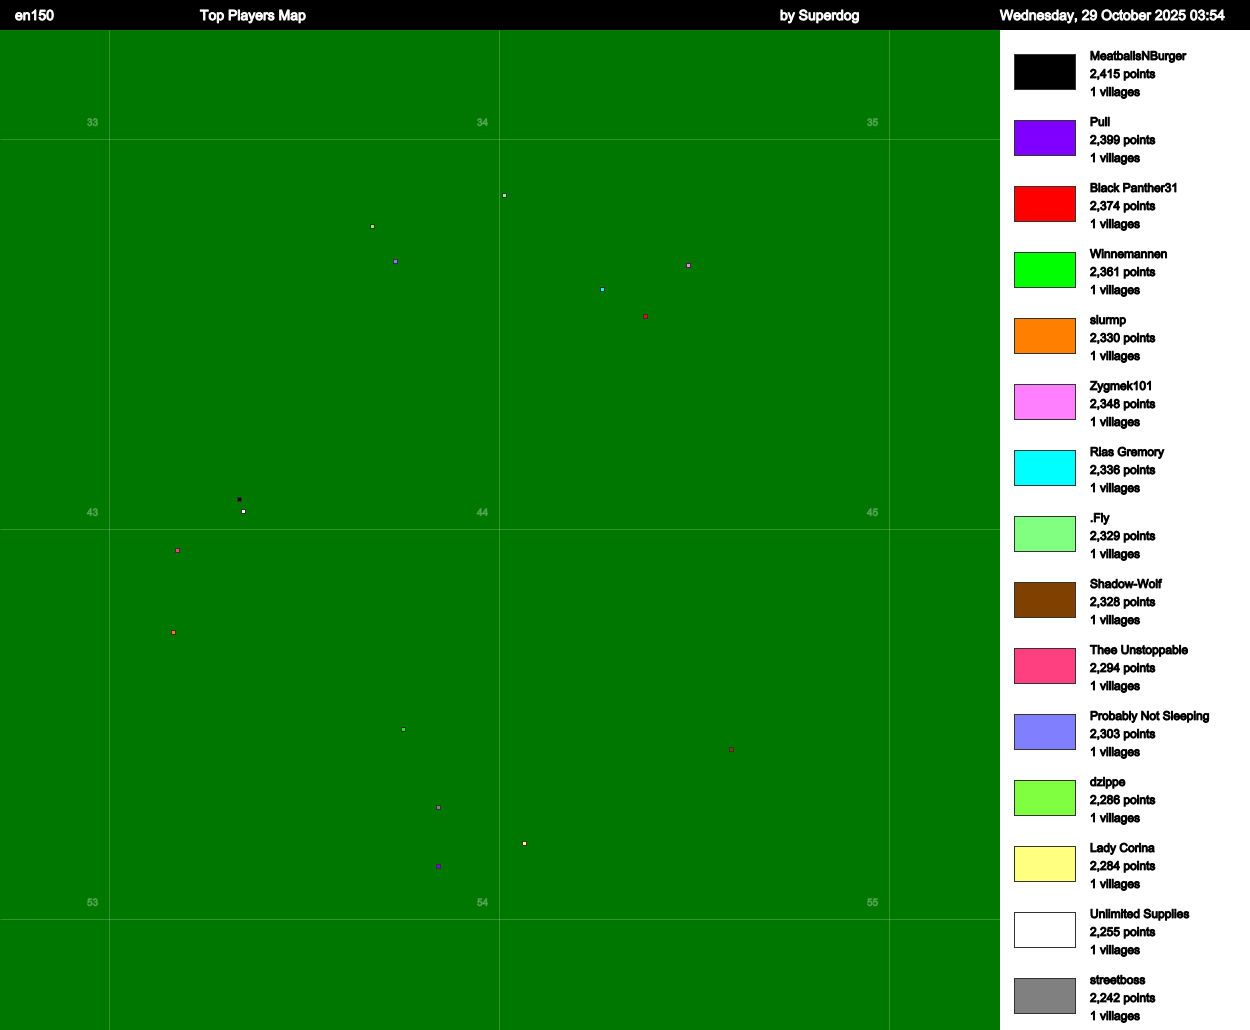 en150 Top Players Map by Superdog Wednesday, 29 October 2025 03:54
33 34 35
43 44 45
53 54 55
MeatballsNBurger
2,415 points
1 villages
Pull
2,399 points
1 villages
Black Panther31
2,374 points
1 villages
Winnemannen
2,361 points
1 villages
slurmp
2,330 points
1 villages
Zygmek101
2,348 points
1 villages
Rias Gremory
2,336 points
1 villages
.Fly
2,329 points
1 villages
Shadow-Wolf
2,328 points
1 villages
Thee Unstoppable
2,294 points
1 villages
Probably Not Sleeping
2,303 points
1 villages
dzippe
2,286 points
1 villages
Lady Corina
2,284 points
1 villages
Unlimited Supplies
2,255 points
1 villages
streetboss
2,242 points
1 villages